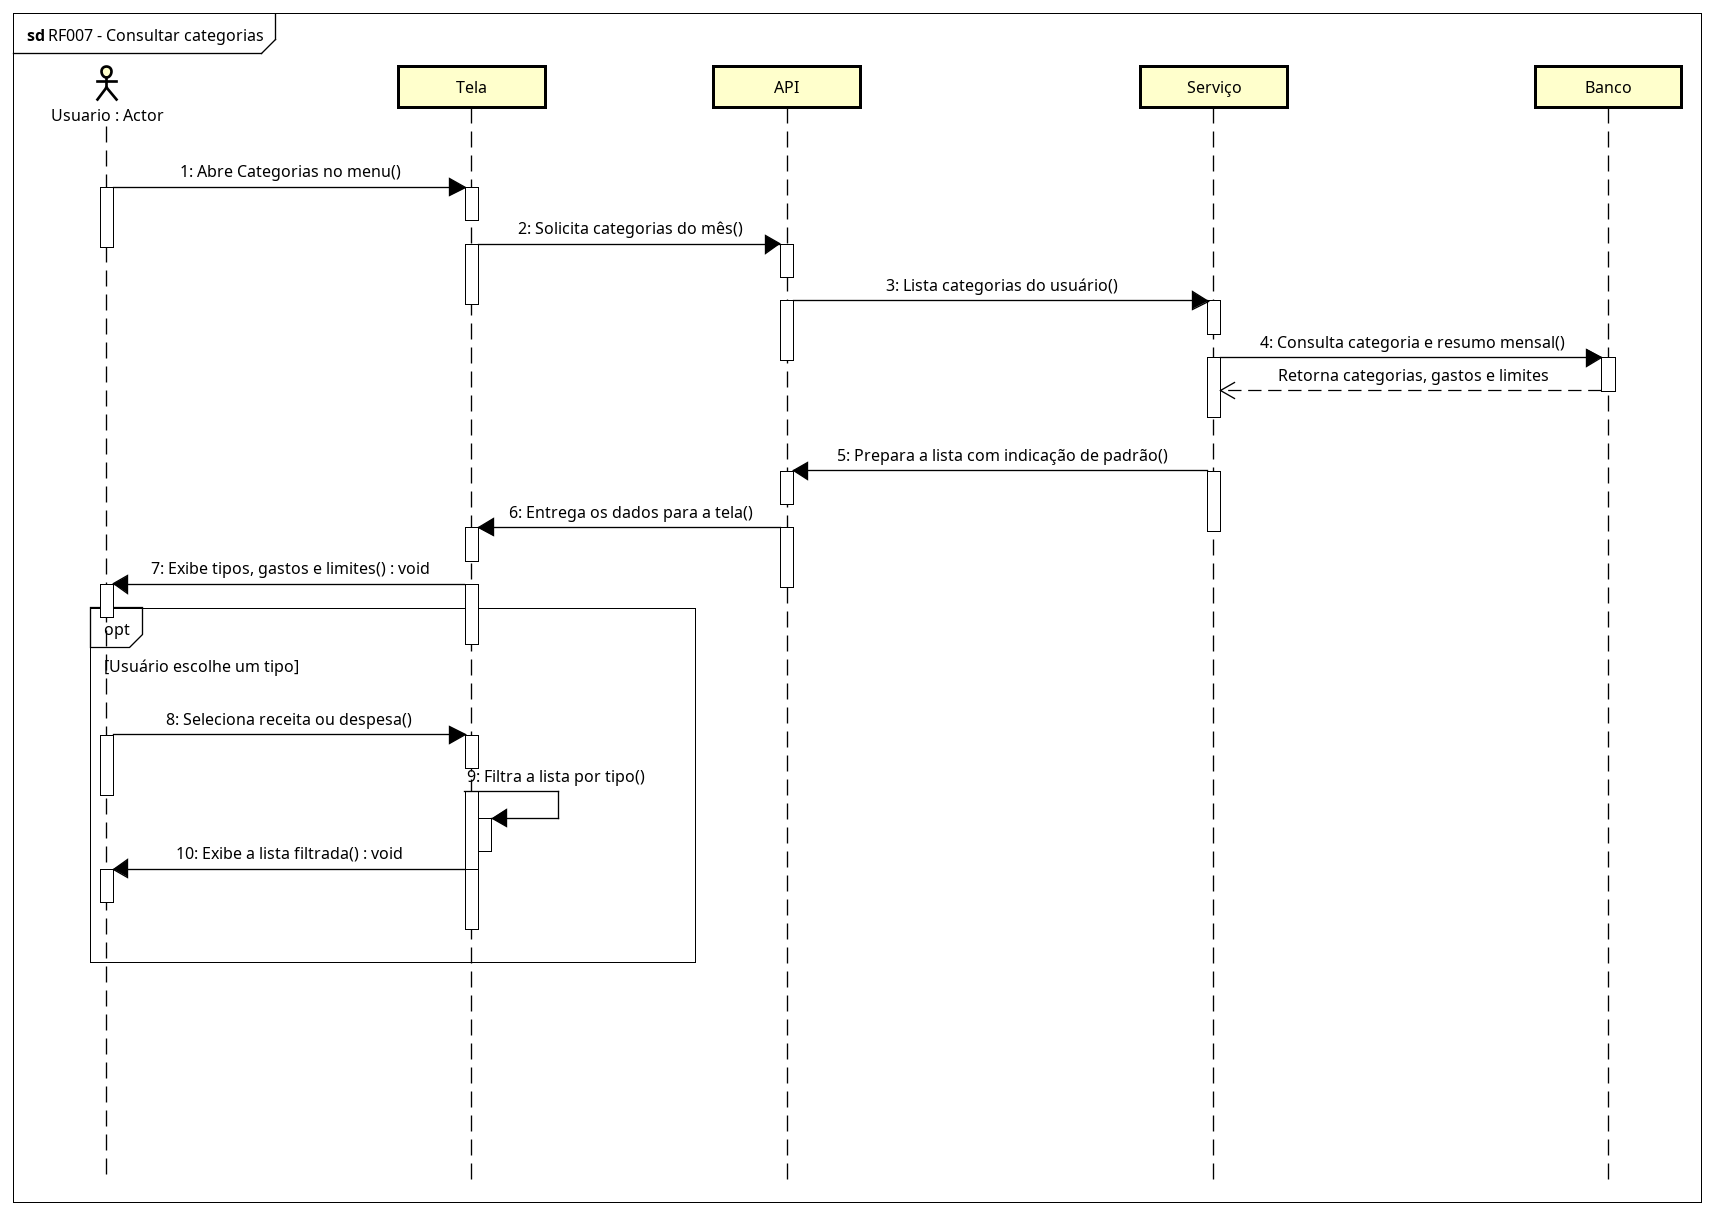 sd RF007 - Consultar categorias
Usuario : Actor
Tela
API
Serviço
Banco
1: Abre Categorias no menu()
2: Solicita categorias do mês()
3: Lista categorias do usuário()
4: Consulta categoria e resumo mensal()
Retorna categorias, gastos e limites
5: Prepara a lista com indicação de padrão()
6: Entrega os dados para a tela()
7: Exibe tipos, gastos e limites() : void
opt
[Usuário escolhe um tipo]
8: Seleciona receita ou despesa()
9: Filtra a lista por tipo()
10: Exibe a lista filtrada() : void